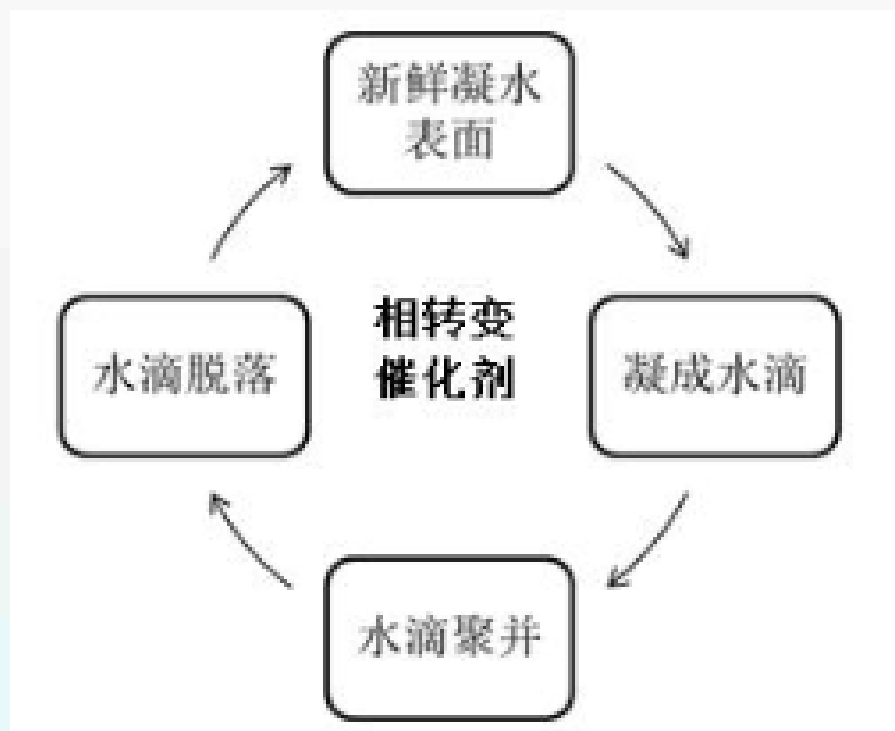 新鲜凝水
表面
相转变
催化剂
水滴脱落
凝成水滴
水滴聚并